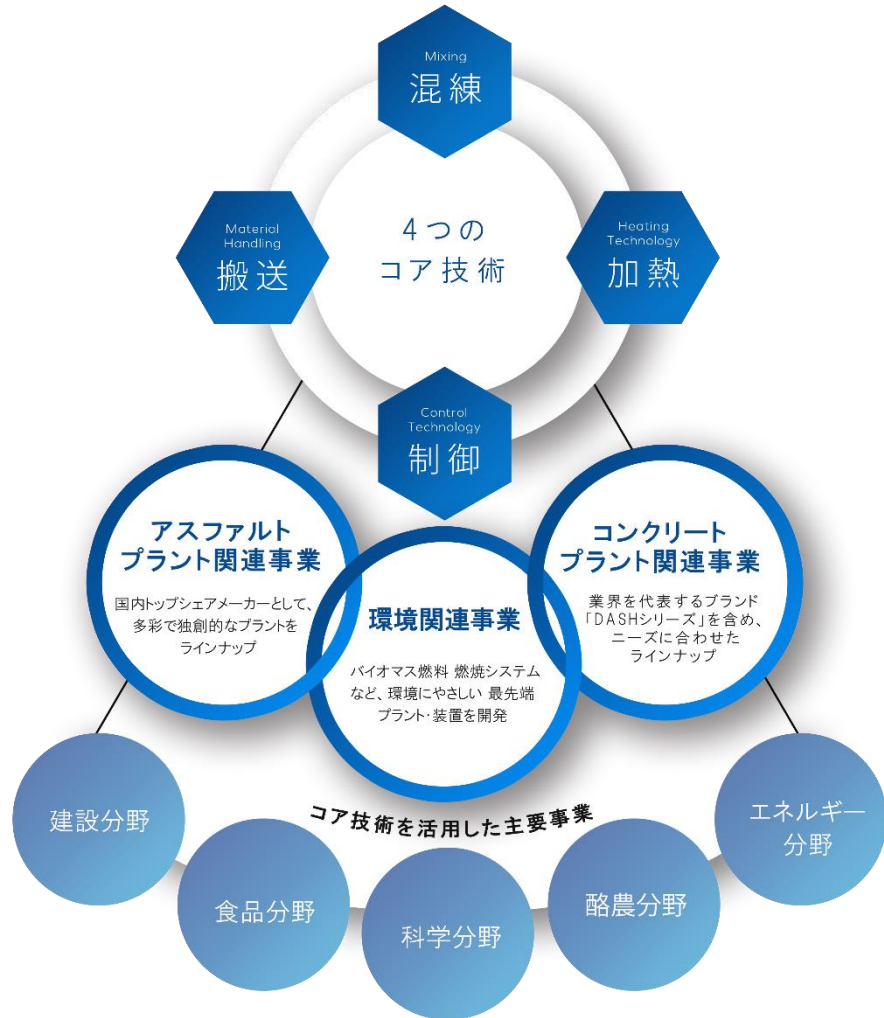 Mixing
混練
Material
Handling
搬送
4つの
コア技術
Heating
Technology
加熱
Control
Technology
制御
アスファルト
プラント関連事業
国内トップシェアメーカーとして、
多彩で独創的なプラントを
ラインナップ
環境関連事業
バイオマス燃料 燃焼システム
など、環境にやさしい 最先端
プラント・装置を開発
コンクリート
プラント関連事業
業界を代表するブランド
「DASHシリーズ」を含め、
ニーズに合わせた
ラインナップ
コア技術を活用した主要事業
建設分野
食品分野
科学分野
酪農分野
エネルギー
分野